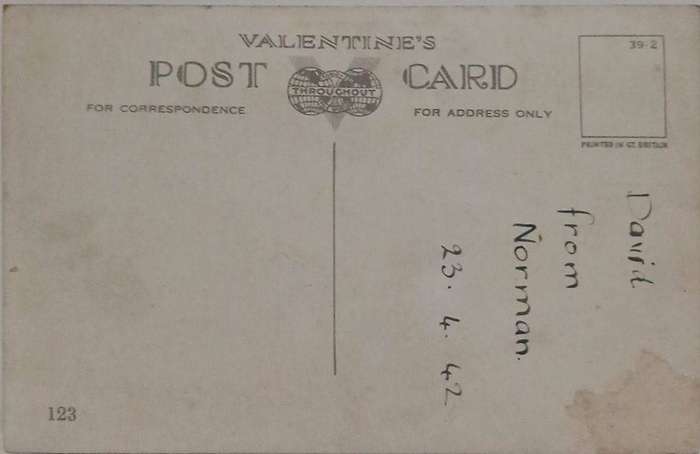 VALENTINE'S
POST CARD
THROUGHOUT
FOR CORRESPONDENCE
FOR ADDRESS ONLY
39-2
PRINTED IN GT. BRITAIN
David
from
Norman.
23. 4. 42
123